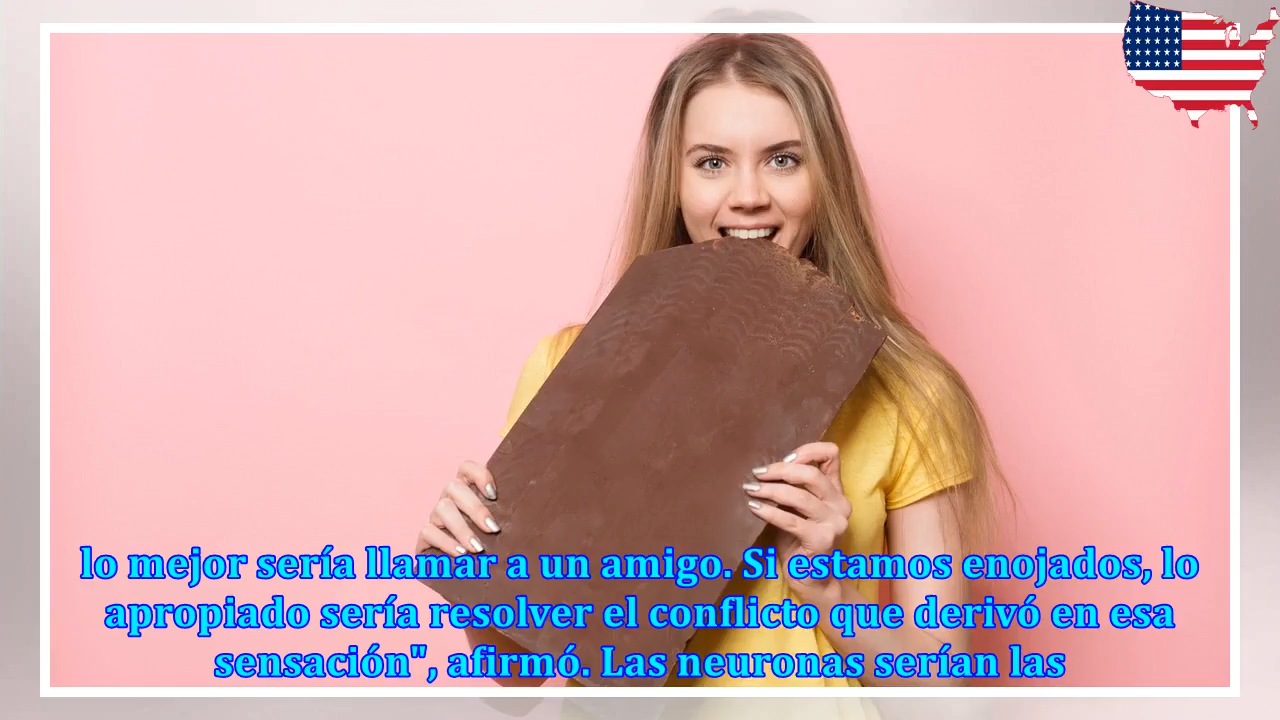 lo mejor sería llamar a un amigo. Si estamos enojados, lo
apropiado sería resolver el conflicto que derivó en esa
sensación", afirmó. Las neuronas serían las